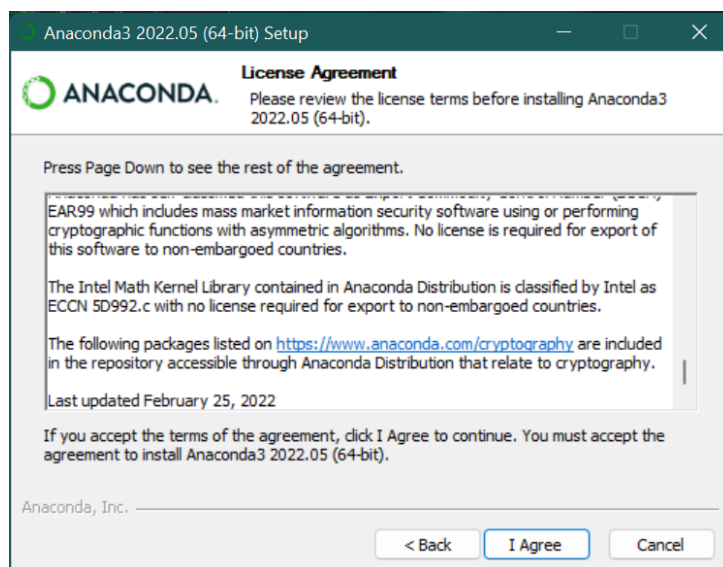 Anaconda3 2022.05 (64-bit) Setup
ANACONDA.
License Agreement
Please review the license terms before installing Anaconda3
2022.05 (64-bit).
Press Page Down to see the rest of the agreement.
EAR99 which includes mass market information security software using or performing
cryptographic functions with asymmetric algorithms. No license is required for export of
this software to non-embargoed countries.
The Intel Math Kernel Library contained in Anaconda Distribution is classified by Intel as
ECCN 5D992.c with no license required for export to non-embargoed countries.
The following packages listed on https://www.anaconda.com/cryptography are included
in the repository accessible through Anaconda Distribution that relate to cryptography.
Last updated February 25, 2022
If you accept the terms of the agreement, click I Agree to continue. You must accept the
agreement to install Anaconda3 2022.05 (64-bit).
Anaconda, Inc.
< Back
I Agree
Cancel